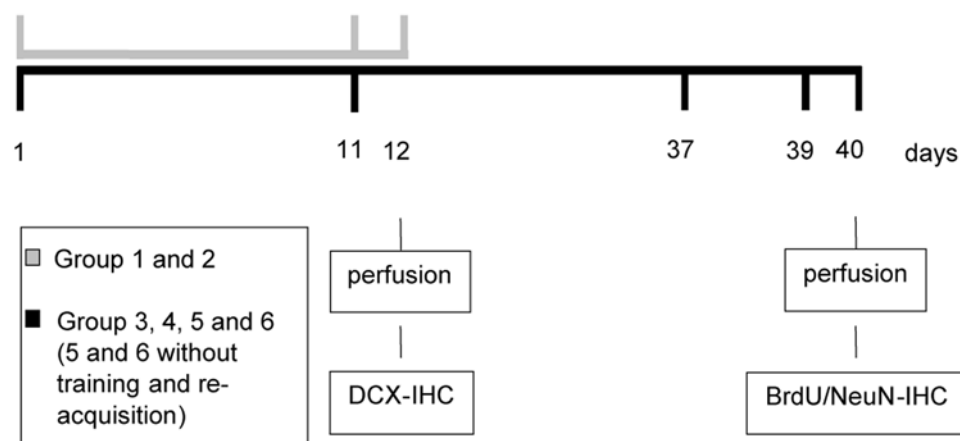 1 11 12 37 39 40 days
Group 1 and 2
Group 3, 4, 5 and 6
(5 and 6 without
training and re-
acquisition)
perfusion
DCX-IHC
perfusion
BrdU/NeuN-IHC